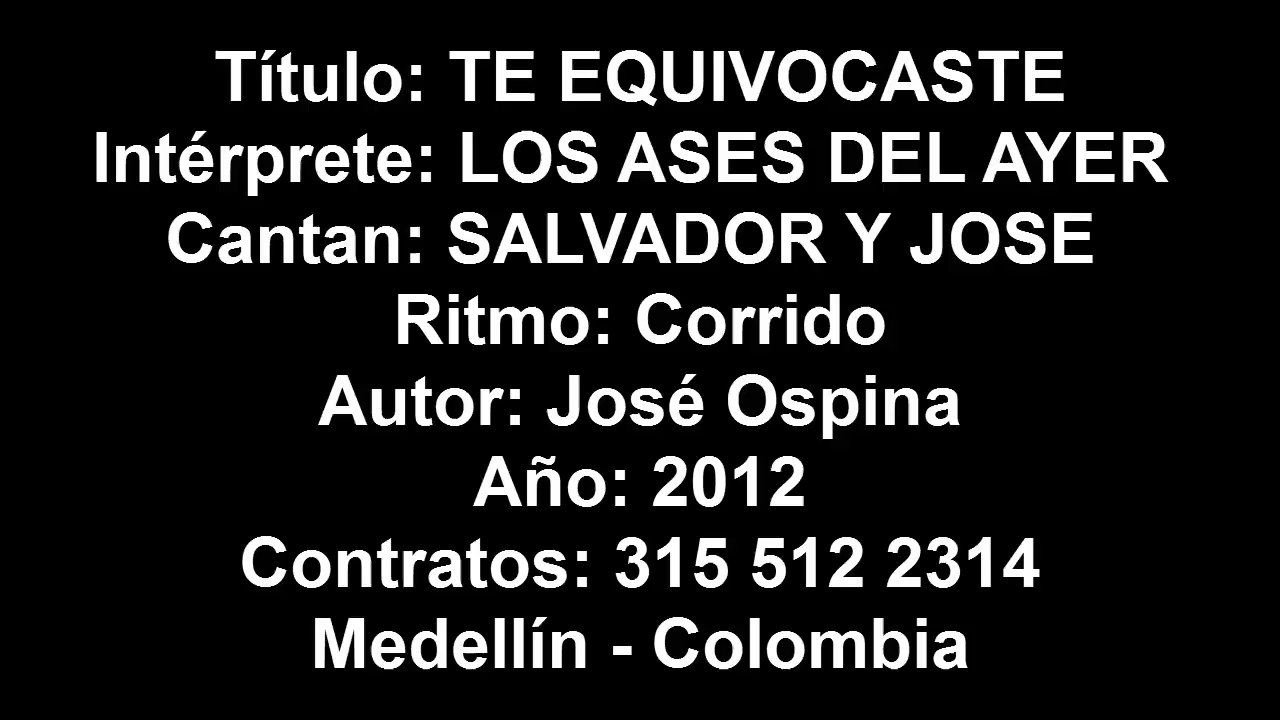 Título: TE EQUIVOCASTE
Intérprete: LOS ASES DEL AYER
Cantan: SALVADOR Y JOSE
Ritmo: Corrido
Autor: José Ospina
Año: 2012
Contratos: 315 512 2314
Medellín - Colombia